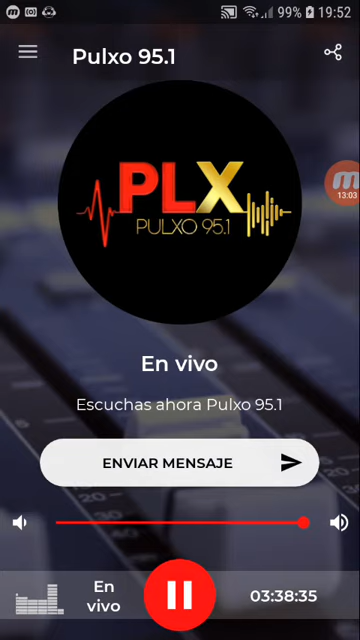 99% 19:52
Pulxo 95.1
PLX
PULXO 95.1
13:03
En vivo
Escuchas ahora Pulxo 95.1
ENVIAR MENSAJE
En
vivo
03:38:35